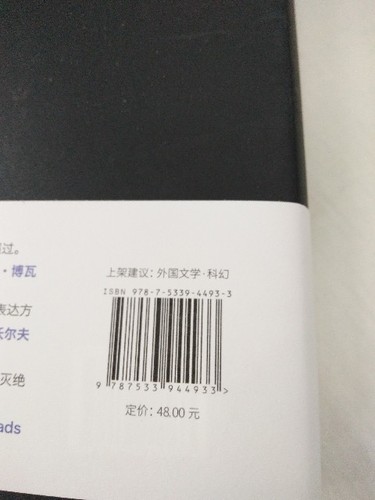 过。
上架建议：外国文学·科幻
·博瓦
ISBN 978-7-5339-4493-3
表达方
沃尔夫
灭绝
9 787533 944933 >
定价：48.00 元
ads